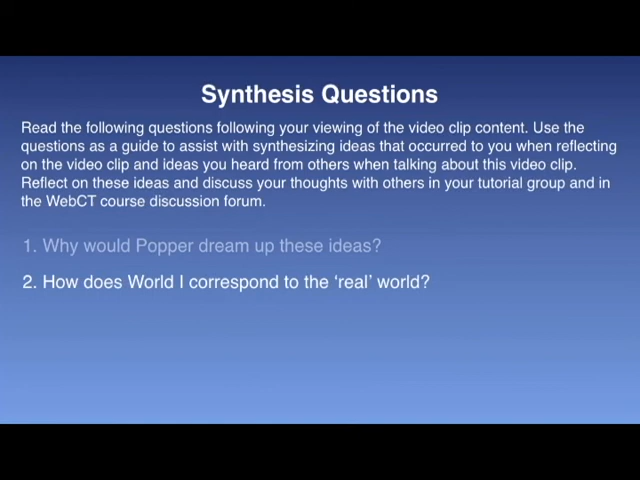 Synthesis Questions
Read the following questions following your viewing of the video clip content. Use the
questions as a guide to assist with synthesizing ideas that occurred to you when reflecting
on the video clip and ideas you heard from others when talking about this video clip.
Reflect on these ideas and discuss your thoughts with others in your tutorial group and in
the WebCT course discussion forum.
1. Why would Popper dream up these ideas?
2. How does World I correspond to the ‘real’ world?